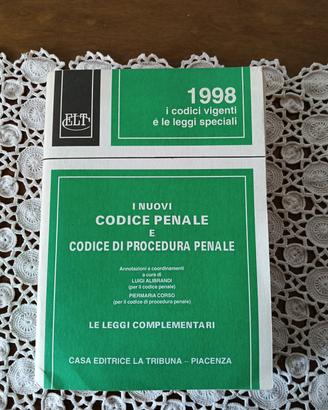 CELT
1998
i codici vigenti
e le leggi speciali
I NUOVI
CODICE PENALE
E
CODICE DI PROCEDURA PENALE
Annotazioni e coordinamenti
a cura di
LUIGI ALIBRANDI
(per il codice penale)
PIERMARIA CORSO
(per il codice di procedura penale)
LE LEGGI COMPLEMENTARI
CASA EDITRICE LA TRIBUNA – PIACENZA